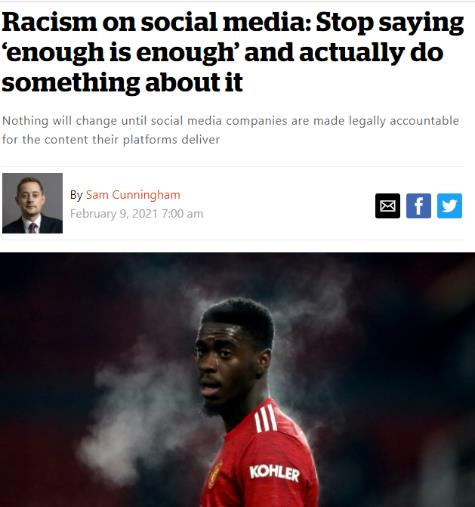 Racism on social media: Stop saying
‘enough is enough’ and actually do
something about it
Nothing will change until social media companies are made legally accountable
for the content their platforms deliver
By Sam Cunningham
February 9, 2021 7:00 am
KOHLER